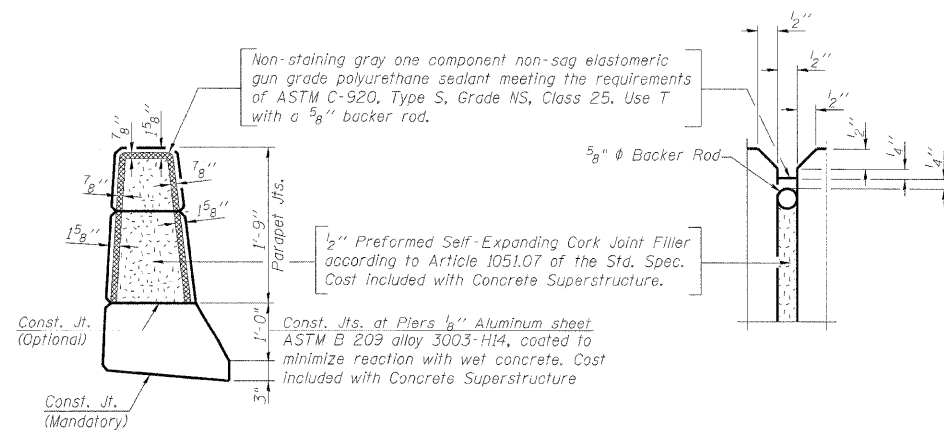 Non-staining gray one component non-sag elastomeric
gun grade polyurethane sealant meeting the requirements
of ASTM C-920, Type S, Grade NS, Class 25. Use T
with a 5/8" backer rod.
7/8"
1 5/8"
7/8"
7/8"
1 5/8"
1 5/8"
1'-9"
Parapet Jts.
1'-0"
3"
1/2" Preformed Self-Expanding Cork Joint Filler
according to Article 1051.07 of the Std. Spec.
Cost included with Concrete Superstructure.
Const. Jt.
(Optional)
Const. Jts. at Piers 1/8" Aluminum sheet
ASTM B 209 alloy 3003-H14, coated to
minimize reaction with wet concrete. Cost
included with Concrete Superstructure
Const. Jt.
(Mandatory)
1/2"
1/2"
1/2"
1/2"
1/4"
1/4"
5/8" ϕ Backer Rod